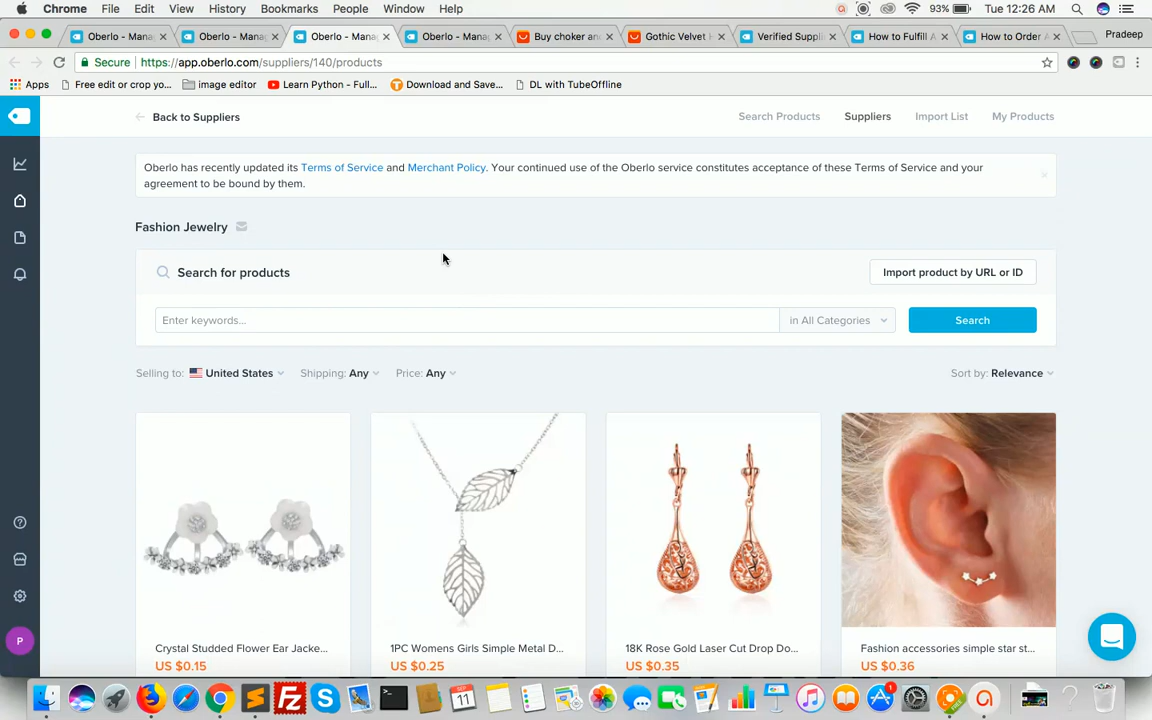 Chrome File Edit View History Bookmarks People Window Help 93% Tue 12:26 AM
Oberlo - Mana Oberlo - Mana Oberlo - Mana Oberlo - Mana Buy choker and Gothic Velvet H Verified Suppli How to Fulfill A How to Order A Pradeep
Secure https://app.oberlo.com/suppliers/140/products
Apps Free edit or crop yo... image editor Learn Python - Full... Download and Save... DL with TubeOffline
Back to Suppliers Search Products Suppliers Import List My Products
Oberlo has recently updated its Terms of Service and Merchant Policy. Your continued use of the Oberlo service constitutes acceptance of these Terms of Service and your
agreement to be bound by them.
Fashion Jewelry
Search for products Import product by URL or ID
Enter keywords... in All Categories Search
Selling to: United States Shipping: Any Price: Any Sort by: Relevance
Crystal Studded Flower Ear Jacke... 1PC Womens Girls Simple Metal D... 18K Rose Gold Laser Cut Drop Do... Fashion accessories simple star st...
US $0.15 US $0.25 US $0.35 US $0.36
P